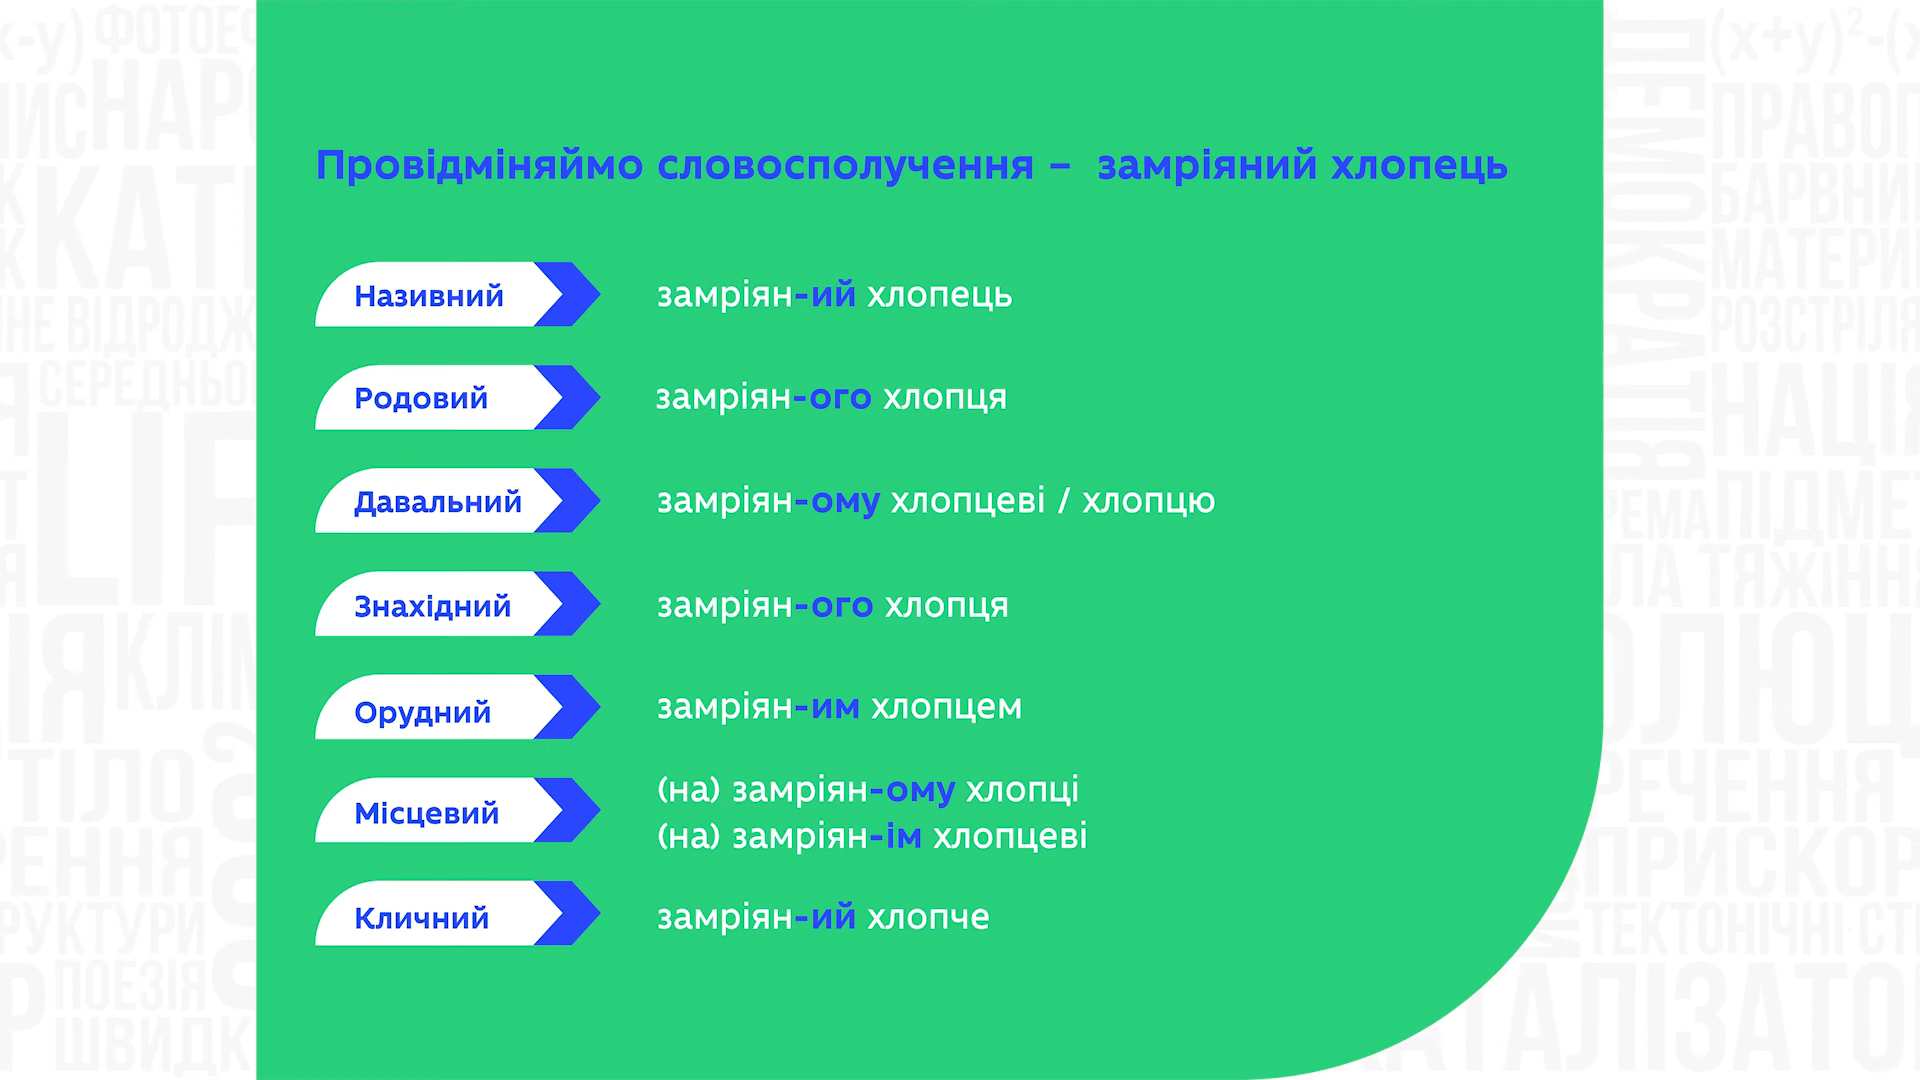 Провідміняймо словосполучення – замріяний хлопець
Називний замріян-ий хлопець
Родовий замріян-ого хлопця
Давальний замріян-ому хлопцеві / хлопцю
Знахідний замріян-ого хлопця
Орудний замріян-им хлопцем
Місцевий (на) замріян-ому хлопці
(на) замріян-ім хлопцеві
Кличний замріян-ий хлопче